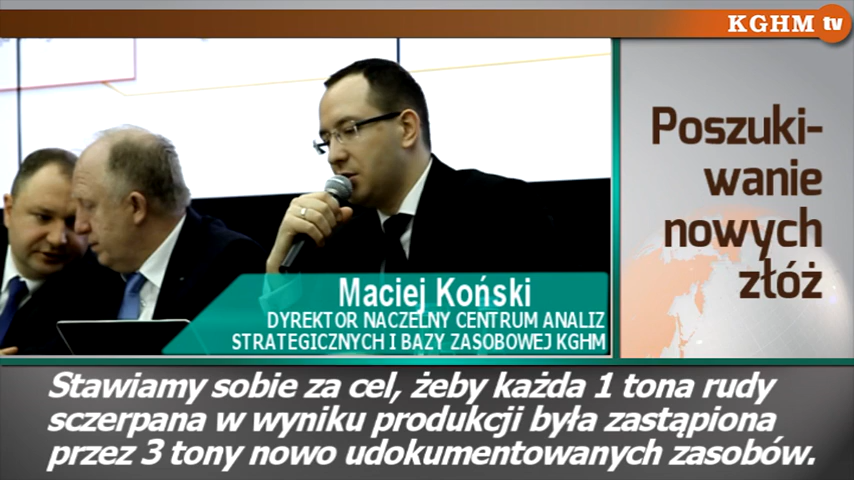 KGHM tv
Poszuki-
wanie
nowych
złóż
Maciej Koński
DYREKTOR NACZELNY CENTRUM ANALIZ
STRATEGICZNYCH I BAZY ZASOBOWEJ KGHM
Stawiamy sobie za cel, żeby każda 1 tona rudy
sczerpana w wyniku produkcji była zastąpiona
przez 3 tony nowo udokumentowanych zasobów.